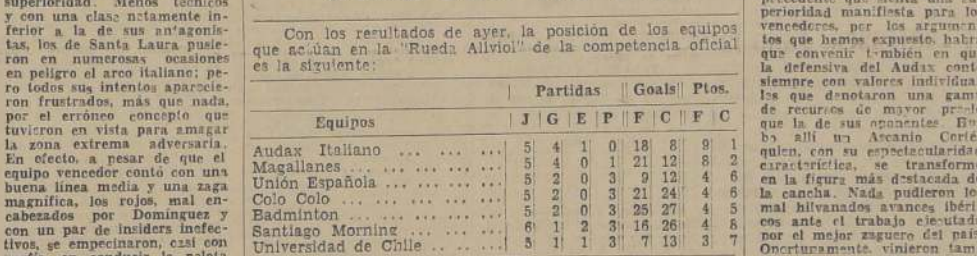 superioridad. Menos técnicos
y con una clase netamente in-
ferior a la de sus antagonis-
tas, los de Santa Laura pusie-
ron en numerosas ocasiones
en peligro el arco italiano; pe-
ro todos sus intentos aparecie-
ron frustrados, más que nada,
por el erróneo concepto que
tuvieron en vista para amagar
la zona extrema adversaria.
En efecto, a pesar de que el
equipo vencedor contó con una
buena línea media y una zaga
magnífica, los rojos, mal en-
cabezados por Domínguez y
con un par de insiders inefec-
tivos, se empecinaron, casi con
Con los resultados de ayer, la posición de los equipos
que actúan en la "Rueda Aliviol" de la competencia oficial
es la siguiente:
Partidas Goals Ptos.
Equipos J G E P F C F C
Audax Italiano ... ... ... 5 4 1 0 18 8 9 1
Magallanes ... ... ... ... 5 4 0 1 21 12 8 2
Unión Española ... ... ... 5 2 0 3 9 12 4 6
Colo Colo ... ... ... ... 5 2 0 3 21 24 4 6
Badminton ... ... ... ... 5 2 0 3 25 27 4 5
Santiago Morning ... ... ... 6 1 2 3 16 26 4 8
Universidad de Chile .. .. .. 5 1 1 3 7 13 3 7
perioridad manifiesta para lo
vencedores, por los argumen
tos que hemos expuesto, habr
que convenir también en qu
la defensiva del Audax cont
siempre con valores individua
les que denotaron una gam
de recursos de mayor
que la de sus oponentes. Hu
bo allí un Ascanio Corté
quien, con su espectacularidad
característica, se transform
en la figura más destacada d
la cancha. Nada pudieron lo
mal hilvanados avances ibéri
cos ante el trabajo ejecutad
por el mejor zaguero del país
Oportunamente, vinieron tam